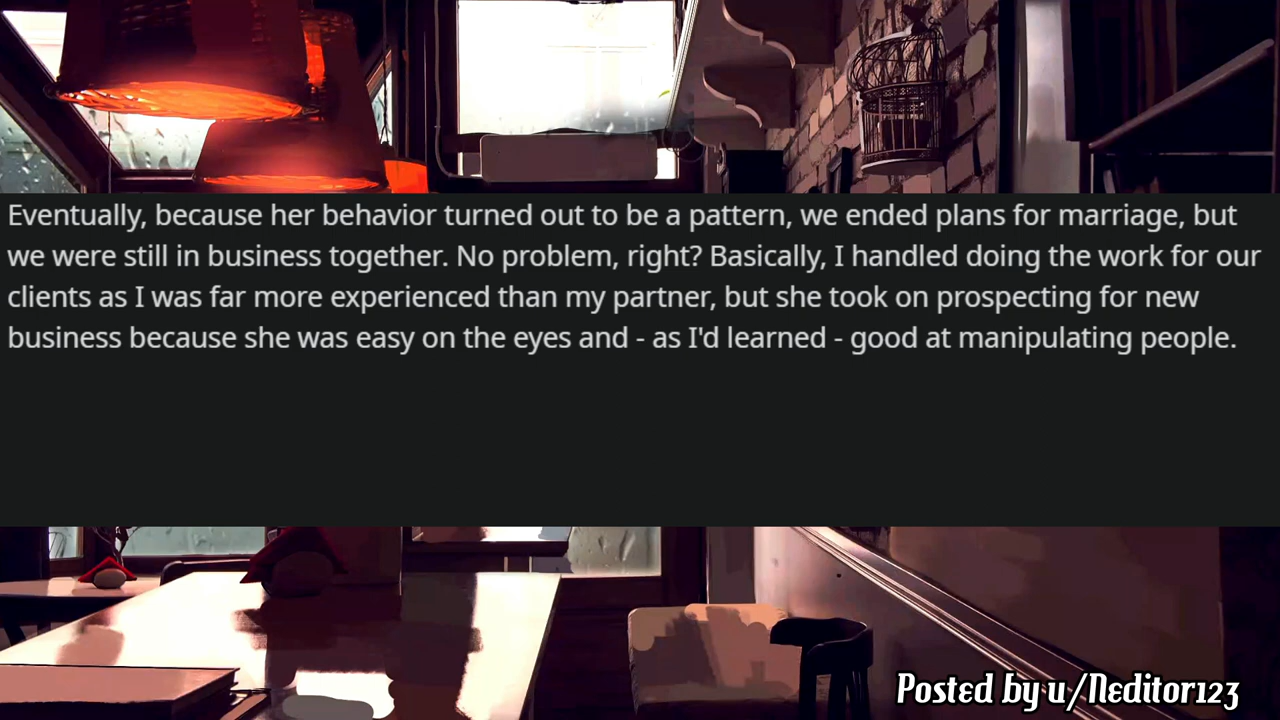 Eventually, because her behavior turned out to be a pattern, we ended plans for marriage, but
we were still in business together. No problem, right? Basically, I handled doing the work for our
clients as I was far more experienced than my partner, but she took on prospecting for new
business because she was easy on the eyes and - as I'd learned - good at manipulating people.
Posted by u/Neditor123